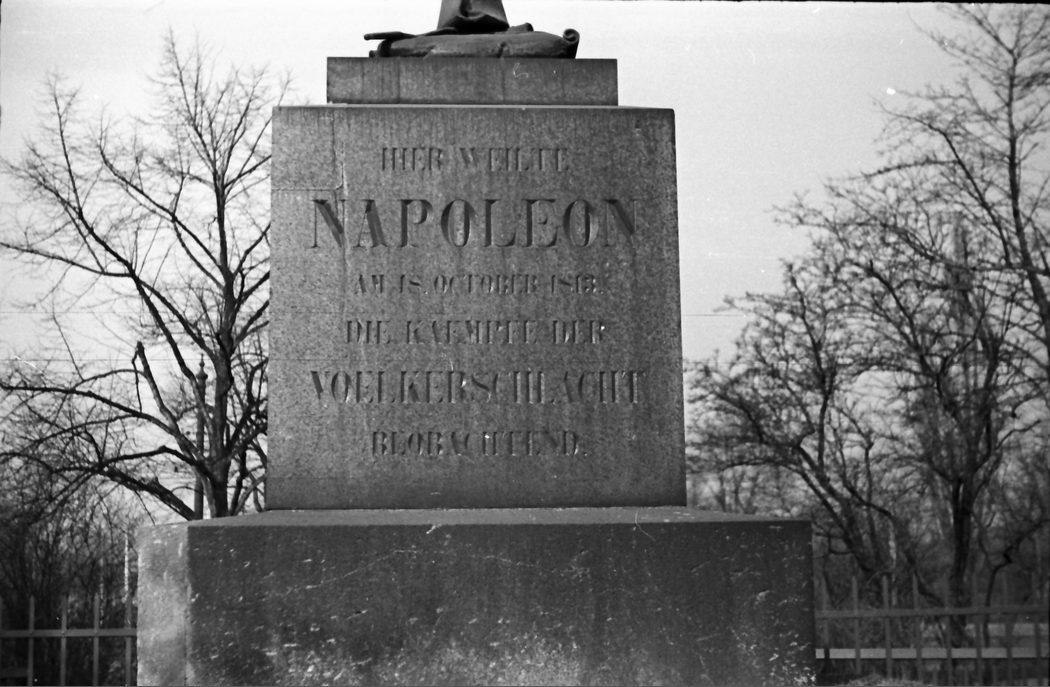 HIER WEILTE
NAPOLEON
AM 18. OCTOBER 1813.
DIE KAEMPFE DER
VOELKERSCHLACHT
BEOBACHTEND.